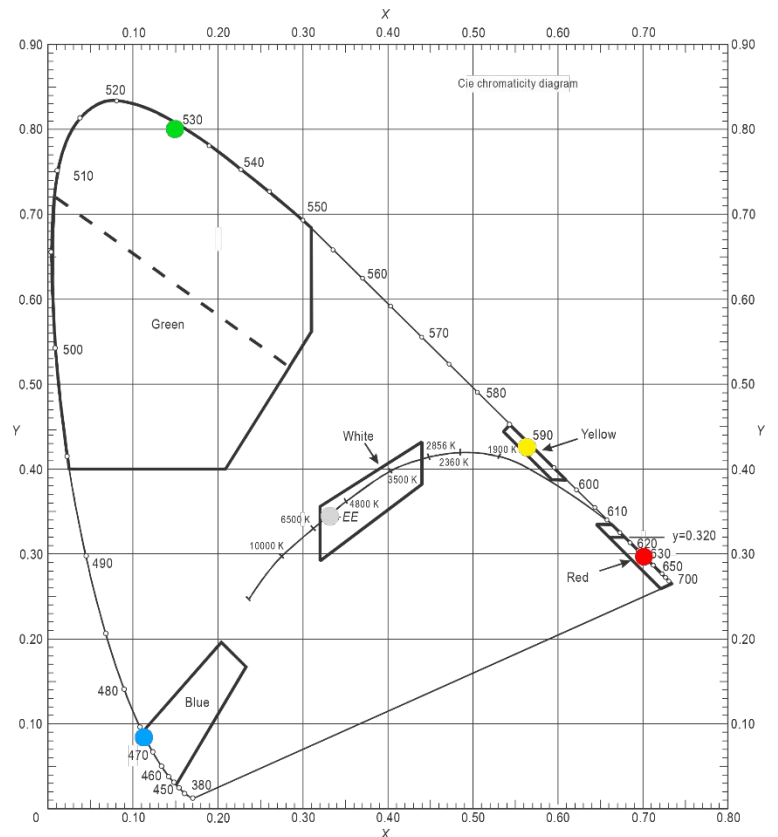 X
0.10 0.20 0.30 0.40 0.50 0.60 0.70
0.90 0.90
Cie chromaticity diagram
520
530
0.80 0.80
540
510
0.70 0.70
550
560
0.60 0.60
Green
570
500
0.50 0.50
580
Y Y
White
590
Yellow
2856 K
1900 K
2360 K
0.40 0.40
3500 K
600
4800 K
610
6500 K
EE
y=0.320
10000 K
620
0.30 0.30
630
490
650
Red
700
0.20 0.20
480
Blue
0.10 0.10
470
460
450
380
0
0.10 0.20 0.30 0.40 0.50 0.60 0.70 0.80
X